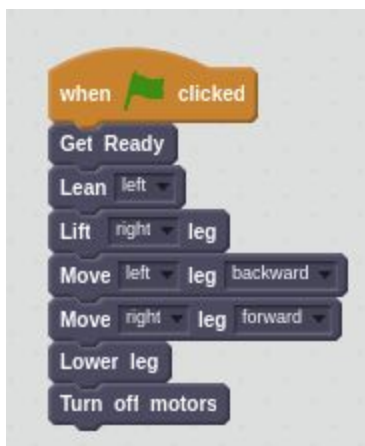 when clicked
Get Ready
Lean left
Lift right leg
Move left leg backward
Move right leg forward
Lower leg
Turn off motors